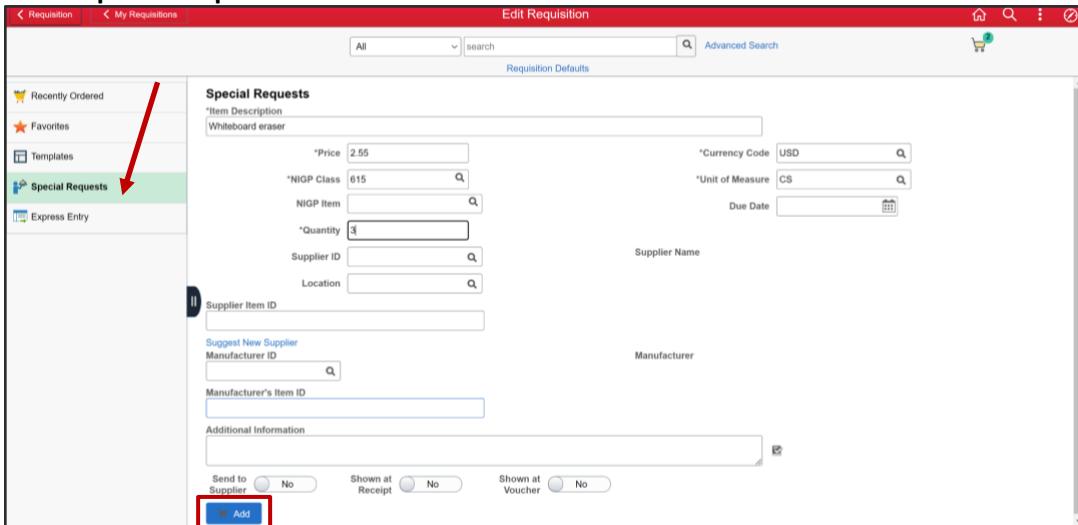 Requisition My Requisitions Edit Requisition
All search Advanced Search 2
Requisition Defaults
Recently Ordered
Favorites
Templates
Special Requests
Express Entry
Special Requests
*Item Description
Whiteboard eraser
*Price 2.55 *Currency Code USD
*NIGP Class 615 *Unit of Measure CS
NIGP Item Due Date
*Quantity 3
Supplier ID Supplier Name
Location
Supplier Item ID
Suggest New Supplier
Manufacturer ID Manufacturer
Manufacturer's Item ID
Additional Information
Send to Supplier No Shown at Receipt No Shown at Voucher No
Add